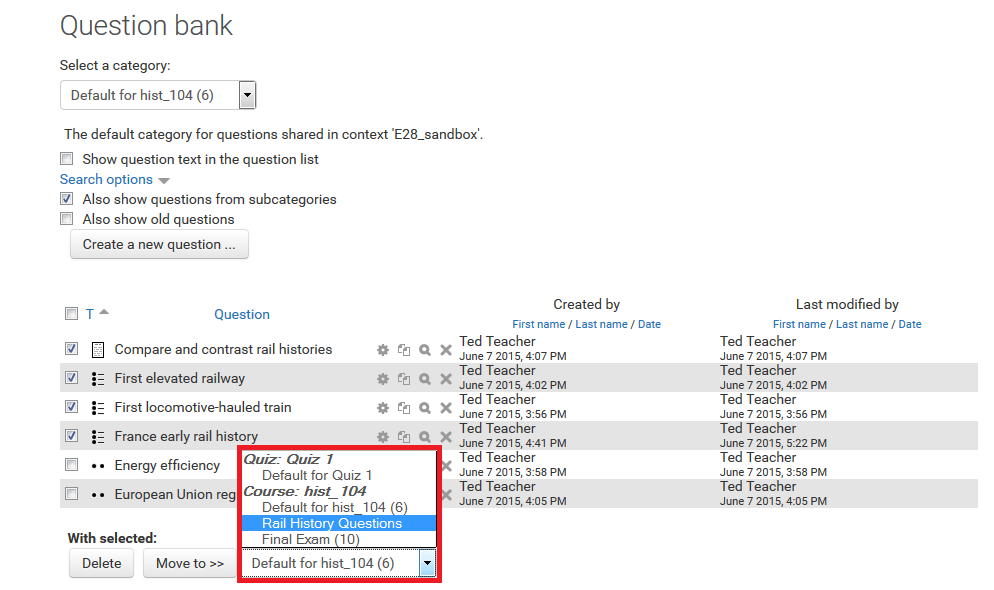 Question bank
Select a category:
Default for hist_104 (6)
The default category for questions shared in context 'E28_sandbox'.
Show question text in the question list
Search options
Also show questions from subcategories
Also show old questions
Create a new question ...
Created by Last modified by
T Question First name / Last name / Date First name / Last name / Date
Compare and contrast rail histories Ted Teacher Ted Teacher
June 7 2015, 4:07 PM June 7 2015, 4:07 PM
First elevated railway Ted Teacher Ted Teacher
June 7 2015, 4:02 PM June 7 2015, 4:02 PM
First locomotive-hauled train Ted Teacher Ted Teacher
June 7 2015, 3:56 PM June 7 2015, 3:56 PM
France early rail history Ted Teacher Ted Teacher
June 7 2015, 4:41 PM June 7 2015, 5:22 PM
Energy efficiency Ted Teacher Ted Teacher
June 7 2015, 3:58 PM June 7 2015, 3:58 PM
European Union reg Ted Teacher Ted Teacher
June 7 2015, 4:05 PM June 7 2015, 4:05 PM
Quiz: Quiz 1
Default for Quiz 1
Course: hist_104
Default for hist_104 (6)
Rail History Questions
Final Exam (10)
With selected:
Delete Move to >> Default for hist_104 (6)